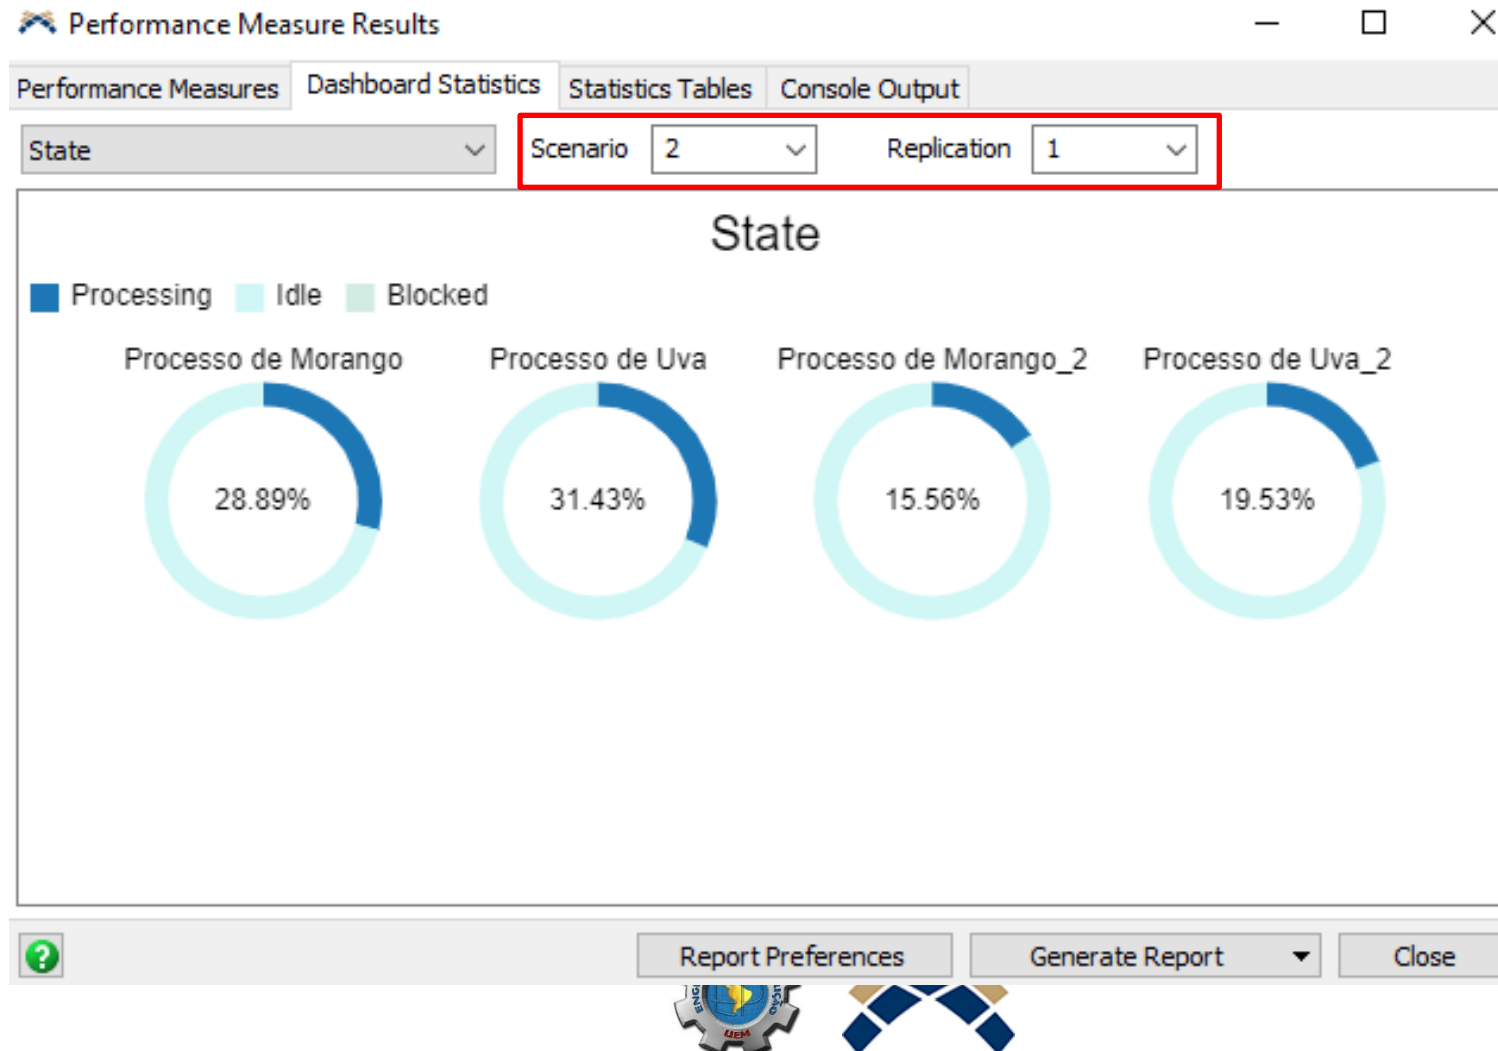 Performance Measure Results
Performance Measures Dashboard Statistics Statistics Tables Console Output
State Scenario 2 Replication 1
State
Processing Idle Blocked
Processo de Morango Processo de Uva Processo de Morango_2 Processo de Uva_2
28.89% 31.43% 15.56% 19.53%
? Report Preferences Generate Report Close
UEM